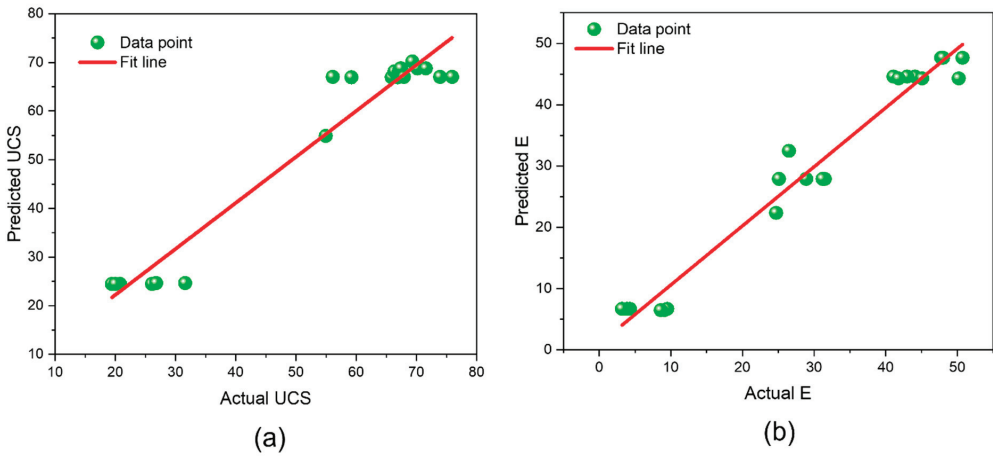 80
70
60
50
40
30
20
10
10 20 30 40 50 60 70 80
Predicted UCS
Actual UCS
Data point
Fit line
(a)
50
40
30
20
10
0
0 10 20 30 40 50
Predicted E
Actual E
Data point
Fit line
(b)